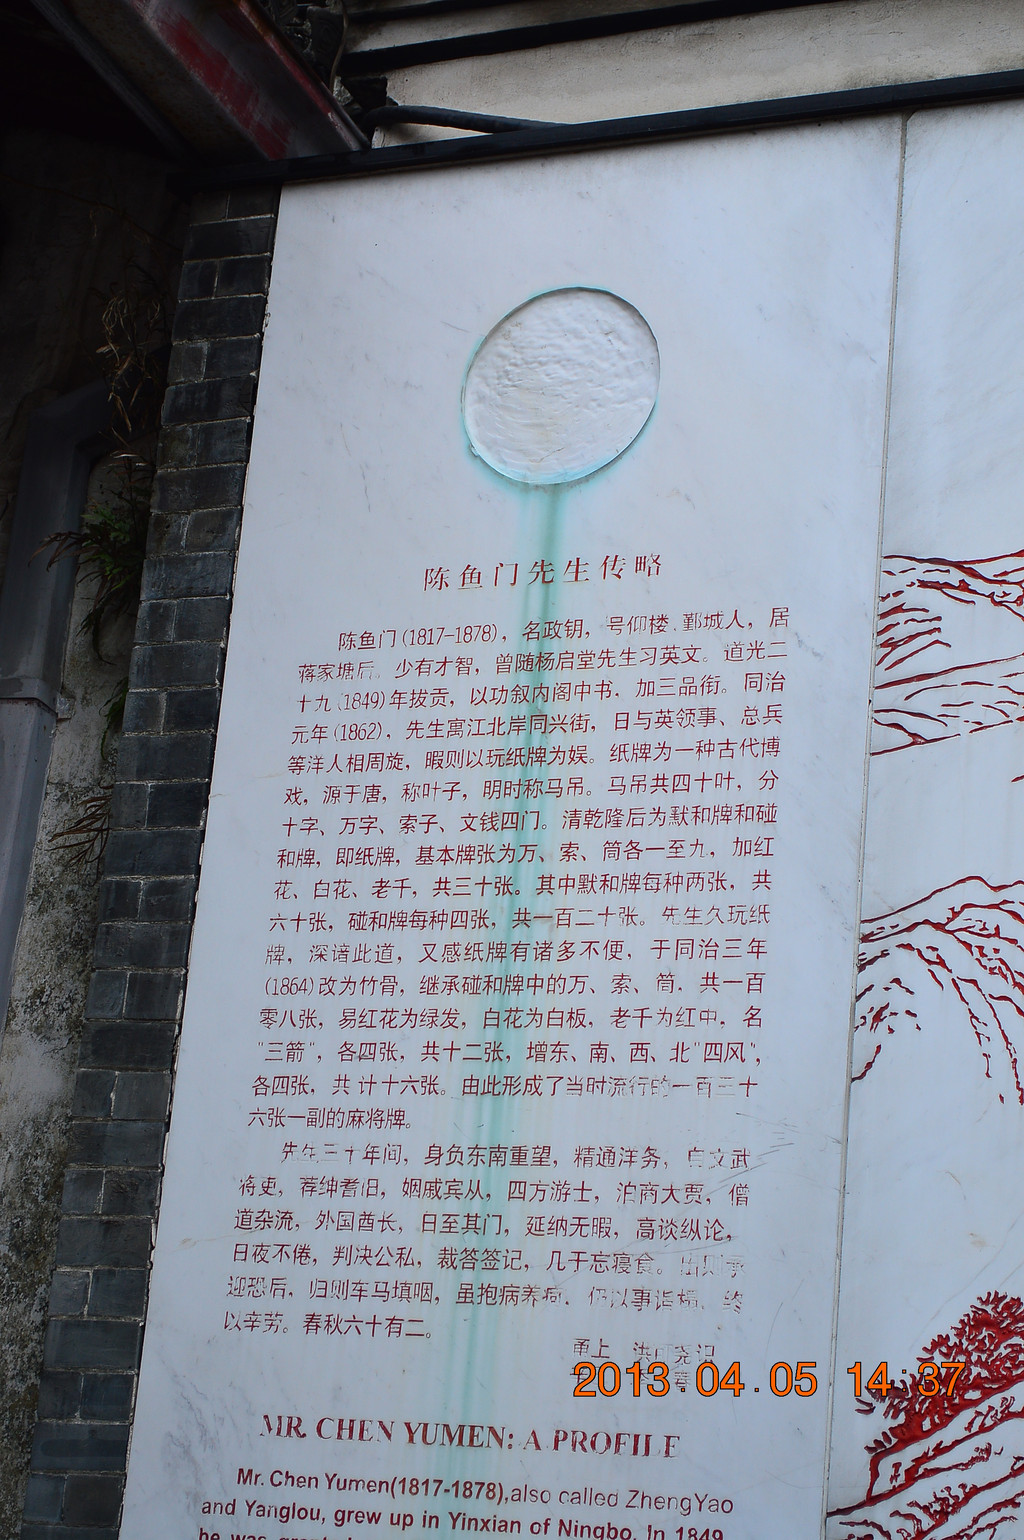 陈鱼门先生传略
陈鱼门(1817-1878)，名政钥，号仰楼.鄞城人，居
蒋家塘后。少有才智，曾随杨启堂先生习英文。道光二
十九(1849)年拔贡，以功叙内阁中书．加三品衔。同治
元年(1862)，先生寓江北岸同兴街，日与英领事、总兵
等洋人相周旋，暇则以玩纸牌为娱。纸牌为一种古代博
戏，源于唐，称叶子，明时称马吊。马吊共四十叶，分
十字、万字、索子、文钱四门。清乾隆后为默和牌和碰
和牌，即纸牌，基本牌张为万、索、筒各一至九，加红
花、白花、老千，共三十张。其中默和牌每种两张，共
六十张，碰和牌每种四张，共一百二十张。先生久玩纸
牌，深谙此道，又感纸牌有诸多不便，于同治三年
(1864)改为竹骨，继承碰和牌中的万、索、筒．共一百
零八张，易红花为绿发，白花为白板，老千为红中，名
"三箭"，各四张，共十二张，增东、南、西、北"四风"，
各四张，共计十六张。由此形成了当时流行的一百三十
六张一副的麻将牌。
先生三十年间，身负东南重望，精通洋务，自文武
将吏，荐绅耆旧，姻戚宾从，四方游士，泊商大贾，僧
道杂流，外国酋长，日至其门，延纳无暇，高谈纵论，
日夜不倦，判决公私，裁答签记，几于忘寝食。出则
迎恐后，归则车马填咽，虽抱病养疴．仍以事诣榻，终
以辛劳。春秋六十有二。
甬上
2013.04.05 14:37
MR. CHEN YUMEN: A PROFILE
Mr. Chen Yumen(1817-1878),also called ZhengYao
and Yanglou, grew up in Yinxian of Ningbo. In 1849,
he was